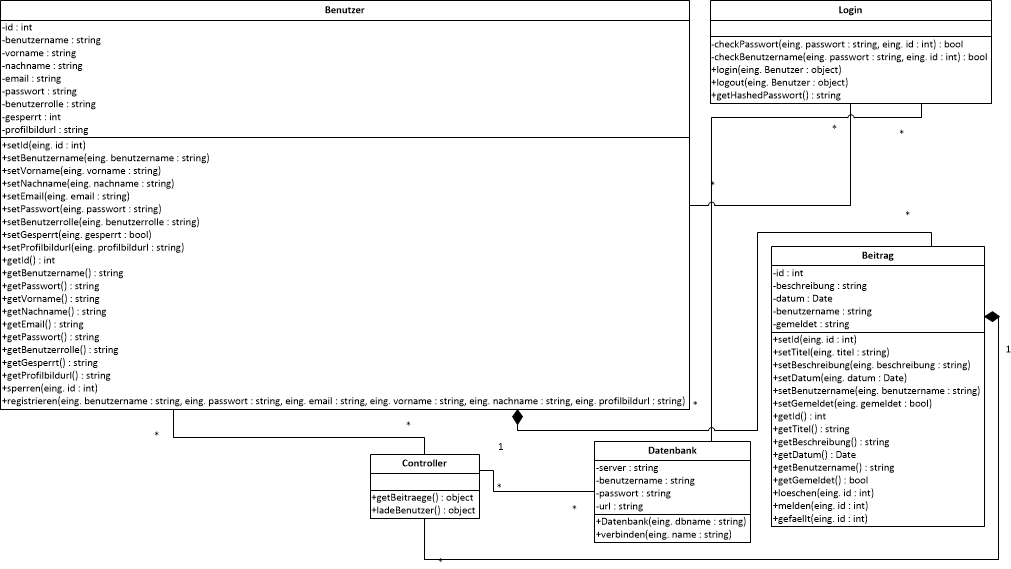 Benutzer
-id : int
-benutzername : string
-vorname : string
-nachname : string
-email : string
-passwort : string
-benutzerrolle : string
-gesperrt : int
-profilbildurl : string
+setId(eing. id : int)
+setBenutzername(eing. benutzername : string)
+setVorname(eing. vorname : string)
+setNachname(eing. nachname : string)
+setEmail(eing. email : string)
+setPasswort(eing. passwort : string)
+setBenutzerrolle(eing. benutzerrolle : string)
+setGesperrt(eing. gesperrt : bool)
+setProfilbildurl(eing. profilbildurl : string)
+getId() : int
+getBenutzername() : string
+getPasswort() : string
+getVorname() : string
+getNachname() : string
+getEmail() : string
+getPasswort() : string
+getBenutzerrolle() : string
+getGesperrt() : string
+getProfilbildurl() : string
+sperren(eing. id : int)
+registrieren(eing. benutzername : string, eing. passwort : string, eing. email : string, eing. vorname : string, eing. nachname : string, eing. profilbildurl : string)
Login
-checkPasswort(eing. passwort : string, eing. id : int) : bool
-checkBenutzername(eing. passwort : string, eing. id : int) : bool
+login(eing. Benutzer : object)
+logout(eing. Benutzer : object)
+getHashedPasswort() : string
*
*
*
*
Beitrag
-id : int
-beschreibung : string
-datum : Date
-benutzername : string
-gemeldet : string
+setId(eing. id : int)
+setTitel(eing. titel : string)
+setBeschreibung(eing. beschreibung : string)
+setDatum(eing. datum : Date)
+setBenutzername(eing. benutzername : string)
+setGemeldet(eing. gemeldet : bool)
+getId() : int
+getTitel() : string
+getBeschreibung() : string
+getDatum() : Date
+getBenutzername() : string
+getGemeldet() : bool
+loeschen(eing. id : int)
+melden(eing. id : int)
+gefaellt(eing. id : int)
1
*
*
*
1
Controller
+getBeitraege() : object
+ladeBenutzer() : object
*
*
*
Datenbank
-server : string
-benutzername : string
-passwort : string
-url : string
+Datenbank(eing. dbname : string)
+verbinden(eing. name : string)